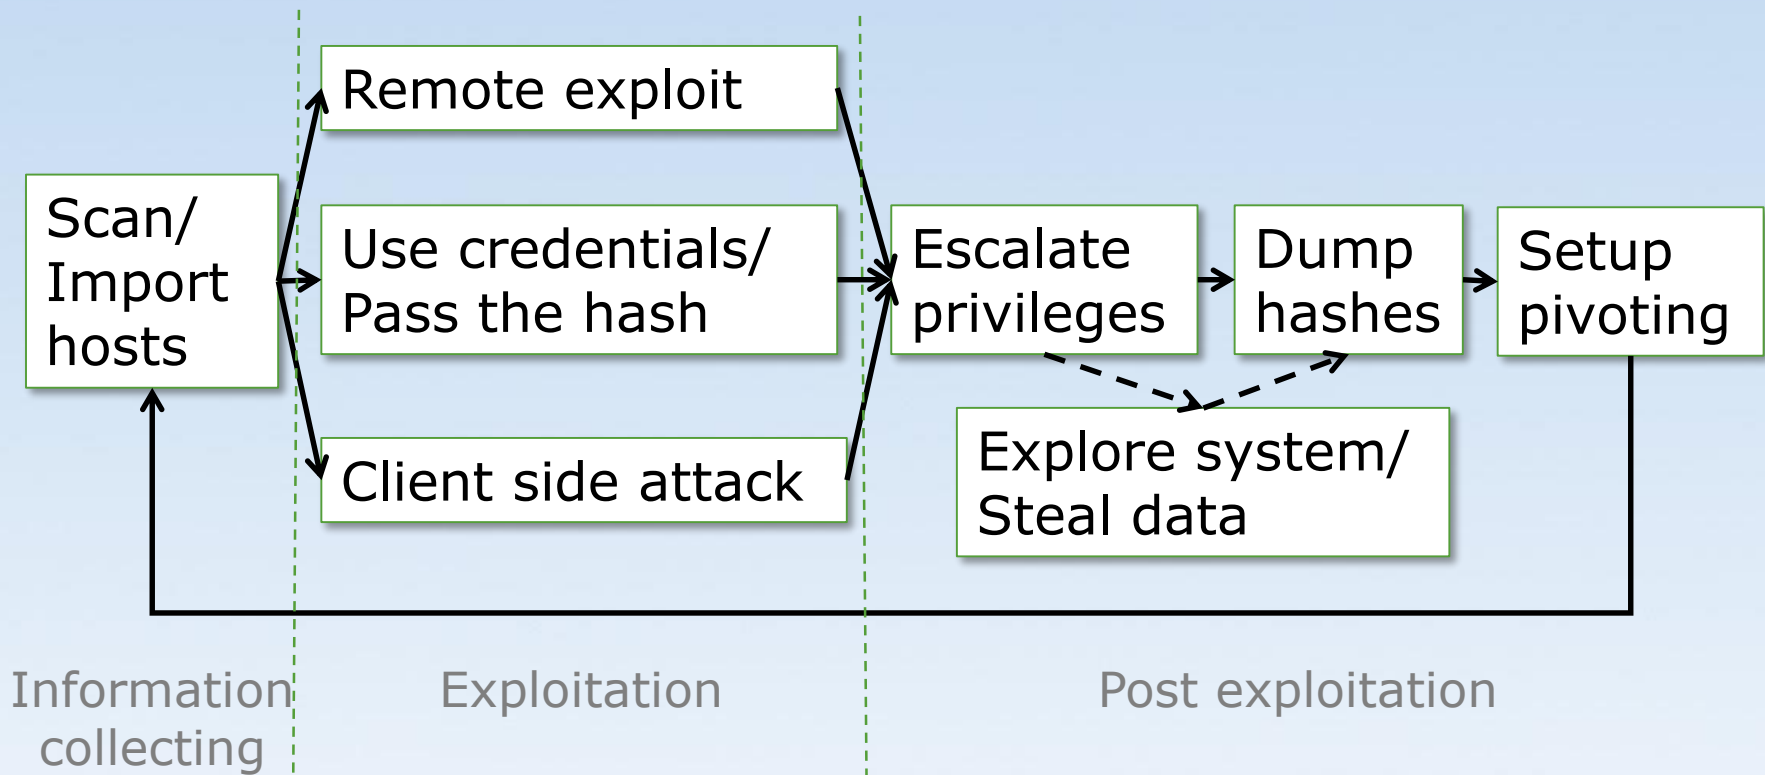 Remote exploit
Scan/
Import
hosts
Use credentials/
Pass the hash
Client side attack
Escalate
privileges
Dump
hashes
Setup
pivoting
Explore system/
Steal data
Information
collecting
Exploitation
Post exploitation